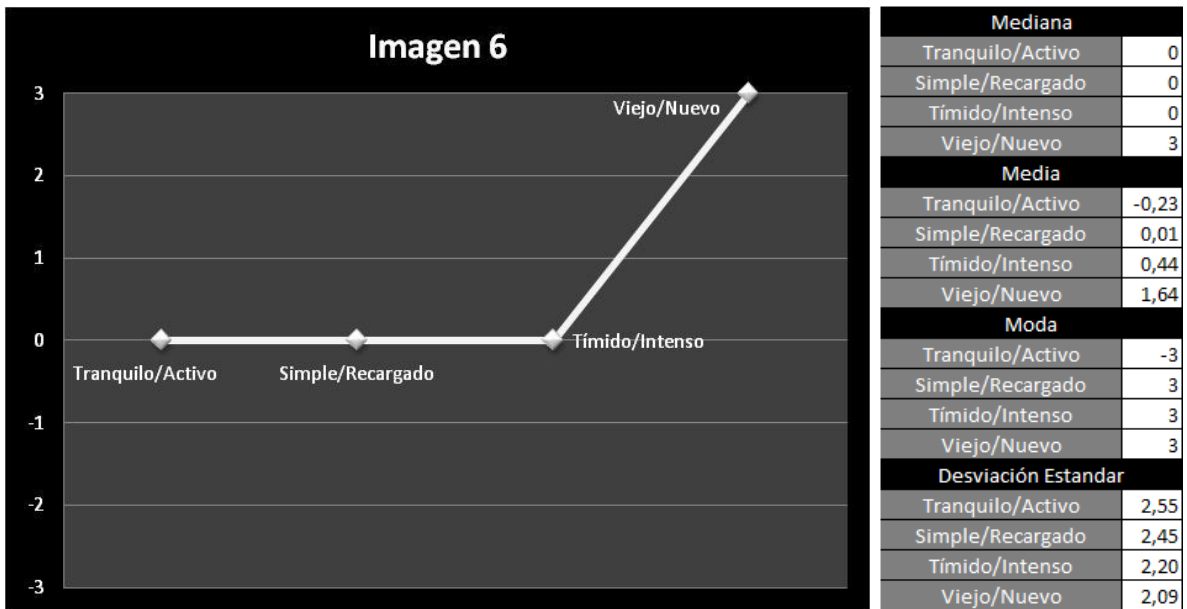 Imagen 6
3
Viejo/Nuevo
2
1
0
Tímido/Intenso
Tranquilo/Activo Simple/Recargado
-1
-2
-3
Mediana
Tranquilo/Activo 0
Simple/Recargado 0
Tímido/Intenso 0
Viejo/Nuevo 3
Media
Tranquilo/Activo -0,23
Simple/Recargado 0,01
Tímido/Intenso 0,44
Viejo/Nuevo 1,64
Moda
Tranquilo/Activo -3
Simple/Recargado 3
Tímido/Intenso 3
Viejo/Nuevo 3
Desviación Estandar
Tranquilo/Activo 2,55
Simple/Recargado 2,45
Tímido/Intenso 2,20
Viejo/Nuevo 2,09